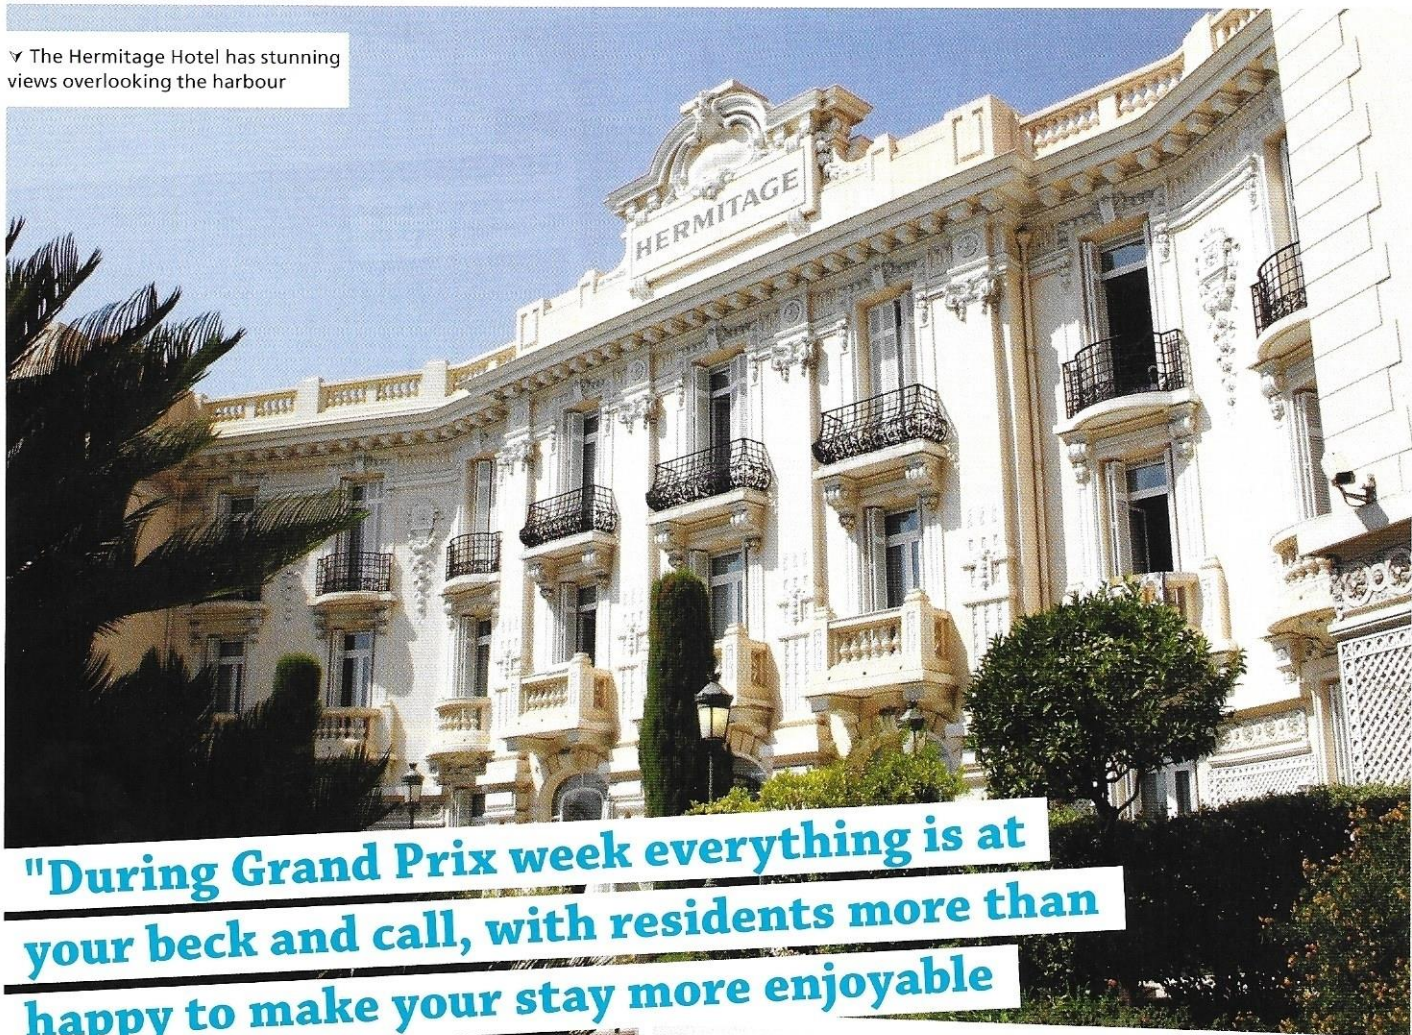 The Hermitage Hotel has stunning
views overlooking the harbour
HERMITAGE
"During Grand Prix week everything is at
your beck and call, with residents more than
happy to make your stay more enjoyable